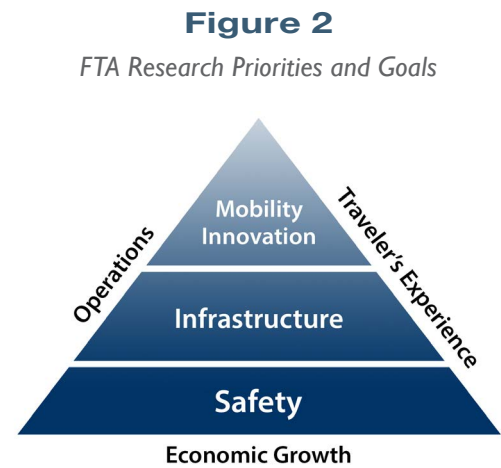 Figure 2
FTA Research Priorities and Goals
Mobility
Innovation
Operations
Traveler's Experience
Infrastructure
Safety
Economic Growth